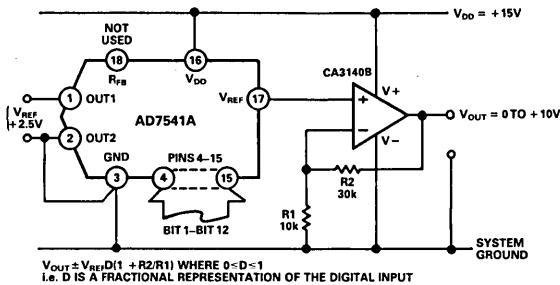 V_DD = +15V
NOT
USED
18
R_FB
16
V_DD
CA3140B
1
OUT1
V_REF
17
+
V+
V_REF
+2.5V
AD7541A
V_OUT = 0 TO +10V
2
OUT2
−
V−
GND
PINS 4–15
3
4
15
R2
30k
BIT 1–BIT 12
R1
10k
SYSTEM
GROUND
V_OUT ± V_REF D(1 + R2/R1) WHERE 0≤D≤1
i.e. D IS A FRACTIONAL REPRESENTATION OF THE DIGITAL INPUT